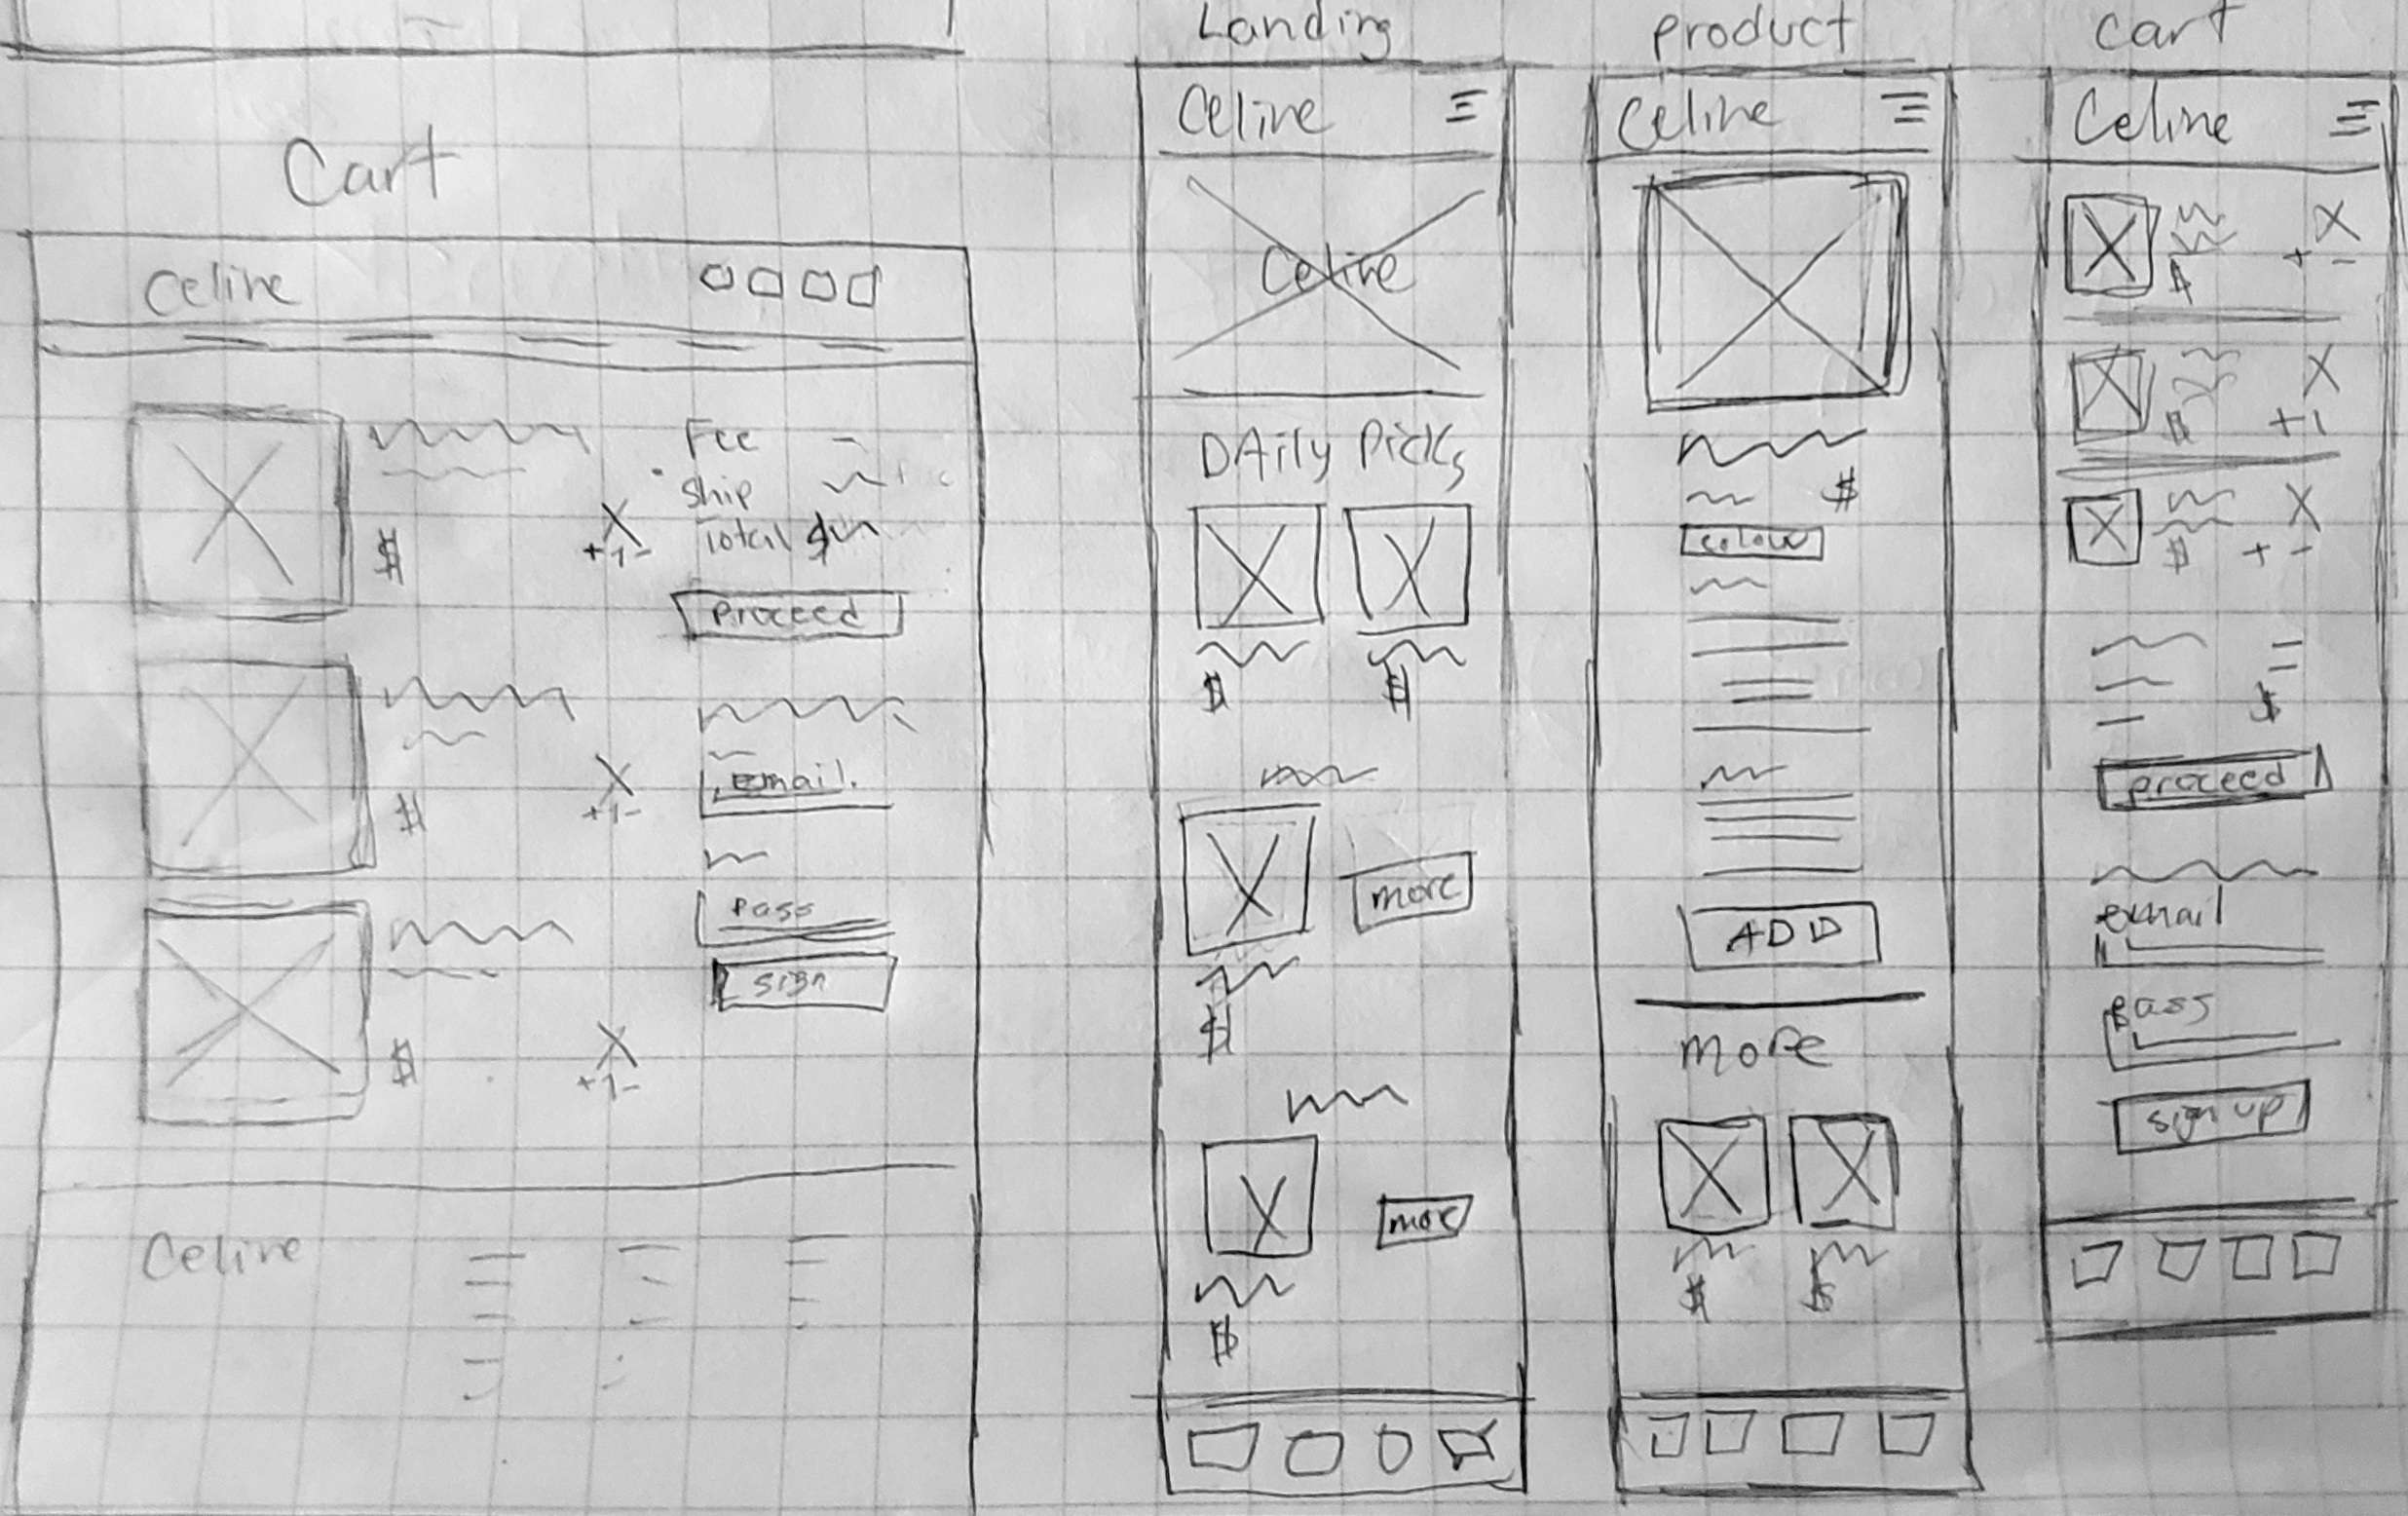 Cart
Celine
Fee
ship
Total $
$
X
+1-
Proceed
$
X
+1-
email.
pass
sign
$
X
+1-
Celine
Landing
Celine
Celine
DAily Picks
$ $
more
$
more
$
product
Celine
$
colour
ADD
more
$ $
cart
Celine
X
$ + -
X
$ +1
X
$ + -
$
proceed
email
pass
sign up